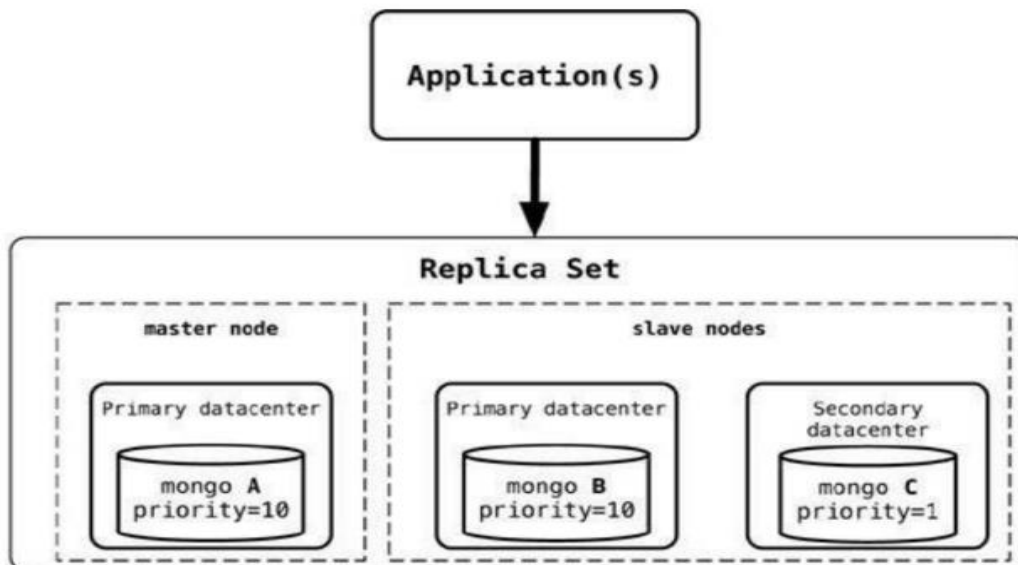 Application(s)
Replica Set
master node
slave nodes
Primary datacenter
mongo A
priority=10
Primary datacenter
mongo B
priority=10
Secondary
datacenter
mongo C
priority=1